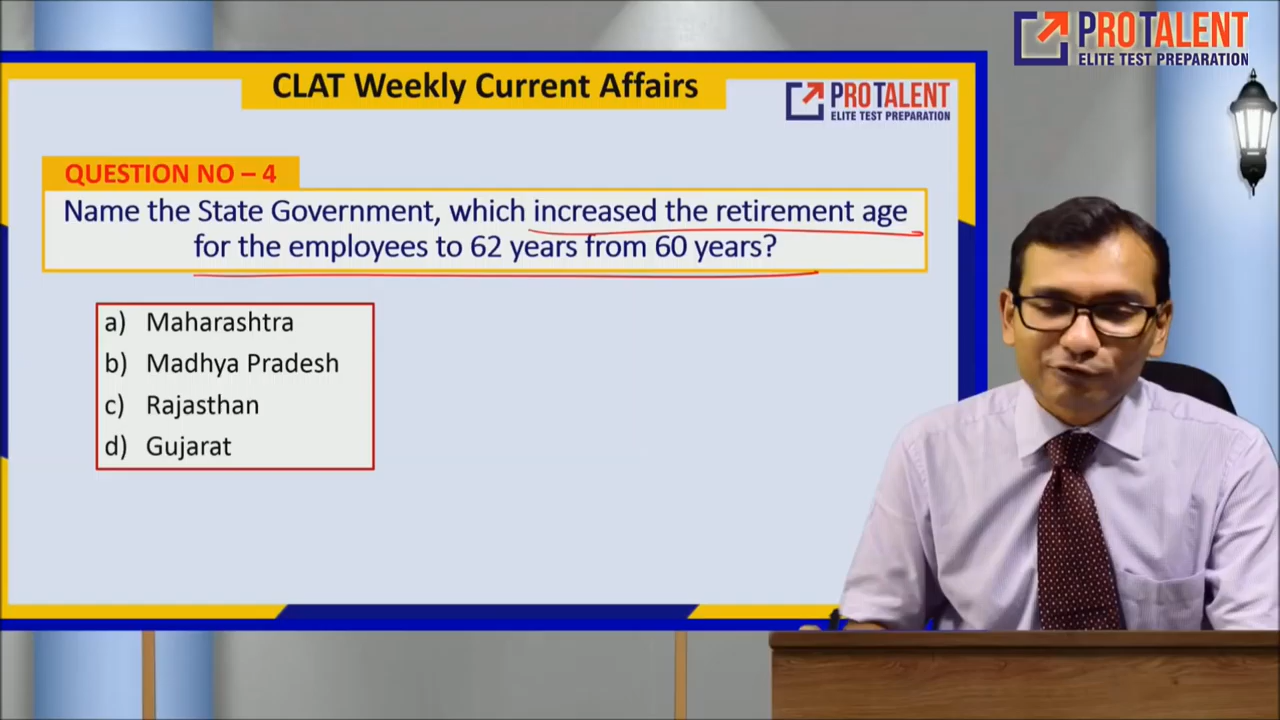 PROTALENT
ELITE TEST PREPARATION
CLAT Weekly Current Affairs
PROTALENT
ELITE TEST PREPARATION
QUESTION NO – 4
Name the State Government, which increased the retirement age
for the employees to 62 years from 60 years?
a) Maharashtra
b) Madhya Pradesh
c) Rajasthan
d) Gujarat